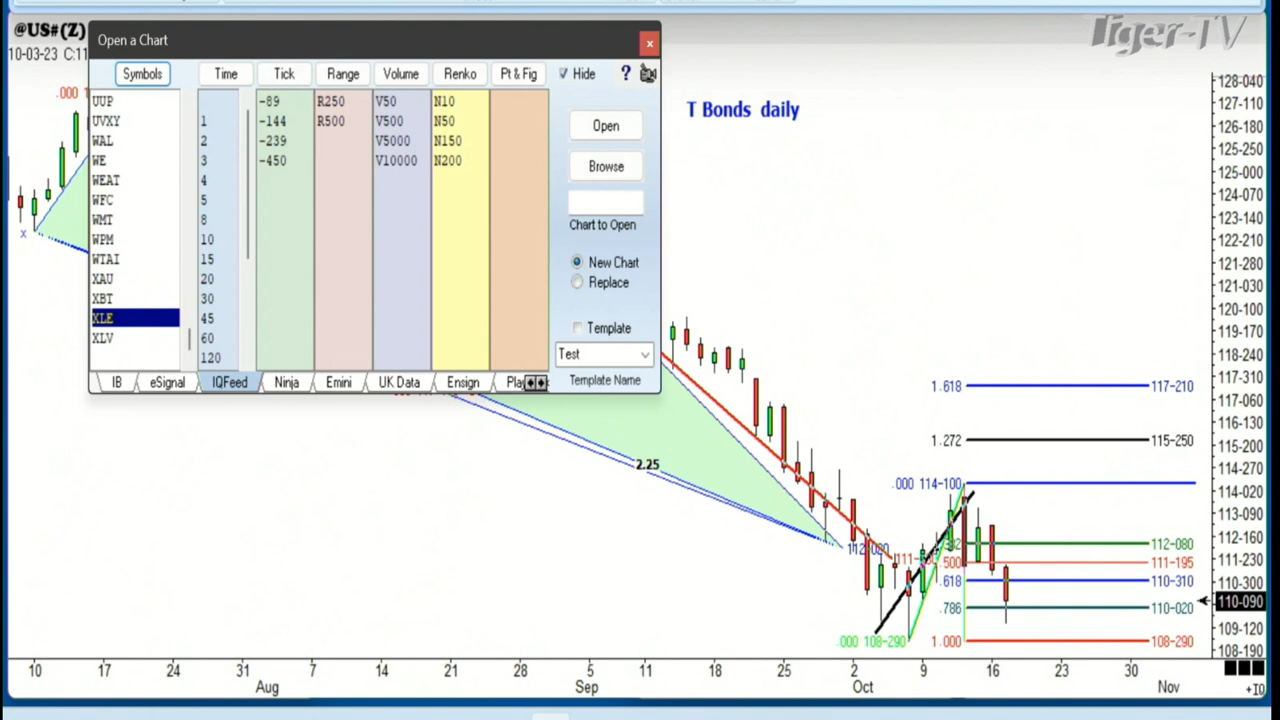 @US#(Z)
Tiger-TV
10-03-23 C:11
Open a Chart
Symbols Time Tick Range Volume Renko Pt & Fig Hide ?
UUP -89 R250 V50 N10
UVXY 1 -144 R500 V500 N50
WAL 2 -239 V5000 N150
WE 3 -450 V10000 N200
WEAT 4
WFC 5
WMT 8
WPM 10
WTAI 15
XAU 20
XBT 30
XLE 45
XLV 60
120
Open
Browse
Chart to Open
New Chart
Replace
Template
Test
Template Name
IB eSignal IQFeed Ninja Emini UK Data Ensign Play
T Bonds daily
.000 1
x
2.25
1.618 117-210
1.272 115-250
.000 114-100
112-080
.500 111-195
.618 110-310
.786 110-020
.000 108-290 1.000 108-290
128-040
127-110
126-180
125-250
125-000
124-070
123-140
122-210
121-280
121-030
120-100
119-170
118-240
117-310
117-060
116-130
115-200
114-270
114-020
113-090
112-160
111-230
110-300
110-090
109-120
108-190
10 17 24 31 7 14 21 28 5 11 18 25 2 9 16 23 30
Aug Sep Oct Nov